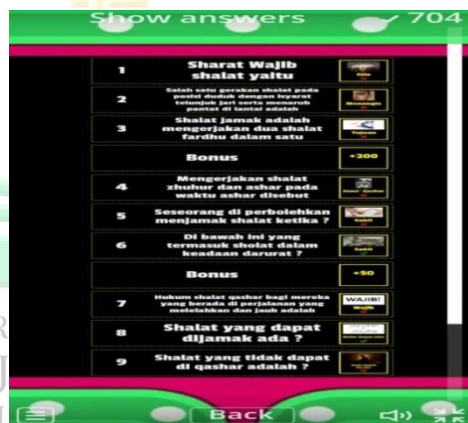 Show answers
704
1
Sharat Wajib
shalat yaitu
2
Salah satu gerakan shalat pada
posisi duduk dengan isyarat
telunjuk jari serta menaruh
pantat di lantai adalah
Menangis
3
Shalat jamak adalah
mengerjakan dua shalat
fardhu dalam satu
Bonus
+200
4
Mengerjakan shalat
zhuhur dan ashar pada
waktu ashar disebut
5
Seseorang di perbolehkan
menjamak shalat ketika ?
Sakit
6
Di bawah ini yang
termasuk sholat dalam
keadaan darurat ?
Bonus
+50
7
Hukum shalat qashar bagi mereka
yang berada di perjalanan yang
melelahkan dan jauh adalah
WAJIB!
Wajib
8
Shalat yang dapat
dijamak ada ?
9
Shalat yang tidak dapat
di qashar adalah ?
Back